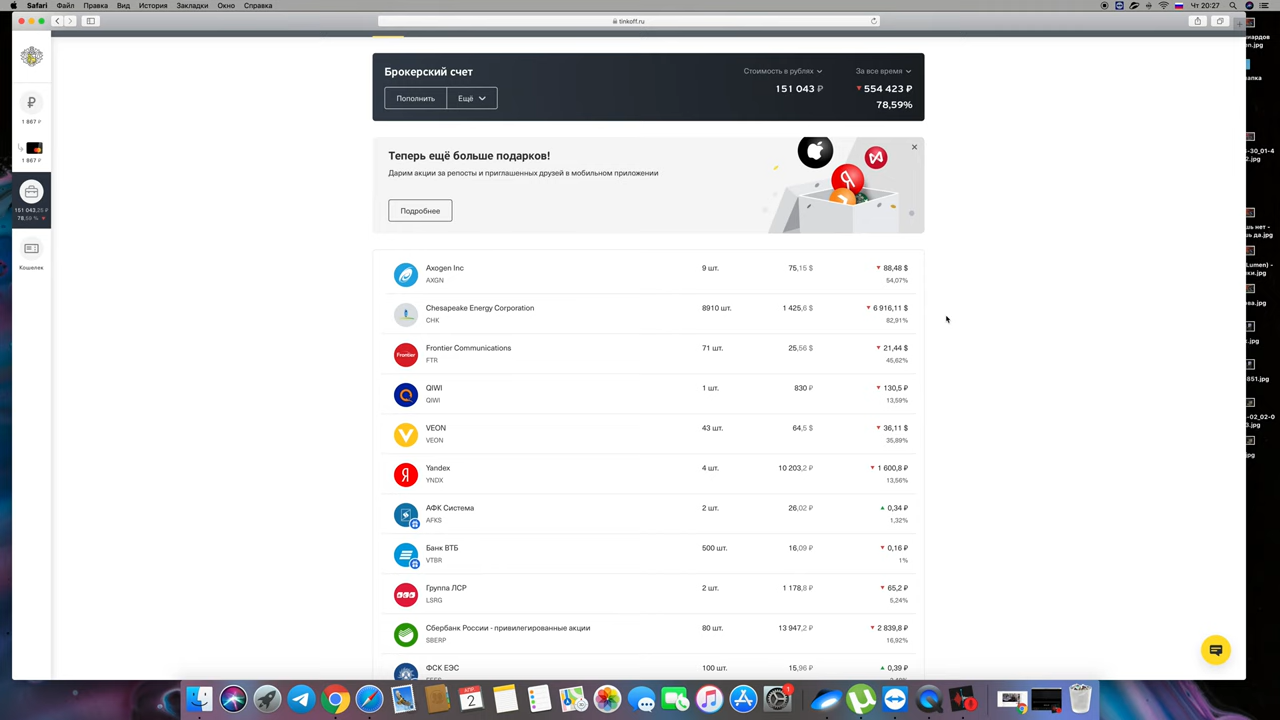 Safari Файл Правка Вид История Закладки Окно Справка
Чт 20:27
tinkoff.ru
1 867 ₽
1 867 ₽
151 043,25 ₽
Кошелек
Брокерский счет
Стоимость в рублях
За все время
151 043 ₽
554 423 ₽
78,59%
Пополнить
Ещё
Теперь ещё больше подарков!
Дарим акции за репосты и приглашенных друзей в мобильном приложении
Подробнее
Axogen Inc 9 шт. 75,15 $ 88,48 $
AXGN 54,07%
Chesapeake Energy Corporation 8910 шт. 1 425,6 $ 6 916,11 $
CHK 82,91%
Frontier Communications 71 шт. 25,56 $ 21,44 $
Frontier
FTR 45,62%
QIWI 1 шт. 830 ₽ 130,5 ₽
QIWI 13,59%
VEON 43 шт. 64,5 $ 36,11 $
VEON 35,89%
Yandex 4 шт. 10 203,2 ₽ 1 600,8 ₽
YNDX 13,56%
АФК Система 2 шт. 26,02 ₽ 0,34 ₽
AFKS 1,32%
Банк ВТБ 500 шт. 16,09 ₽ 0,16 ₽
VTBR 1%
Группа ЛСР 2 шт. 1 178,8 ₽ 65,2 ₽
LSRG 5,24%
Сбербанк России - привилегированные акции 80 шт. 13 947,2 ₽ 2 839,8 ₽
SBERP 16,92%
ФСК ЕЭС 100 шт. 15,96 ₽ 0,39 ₽
АПР
2
1